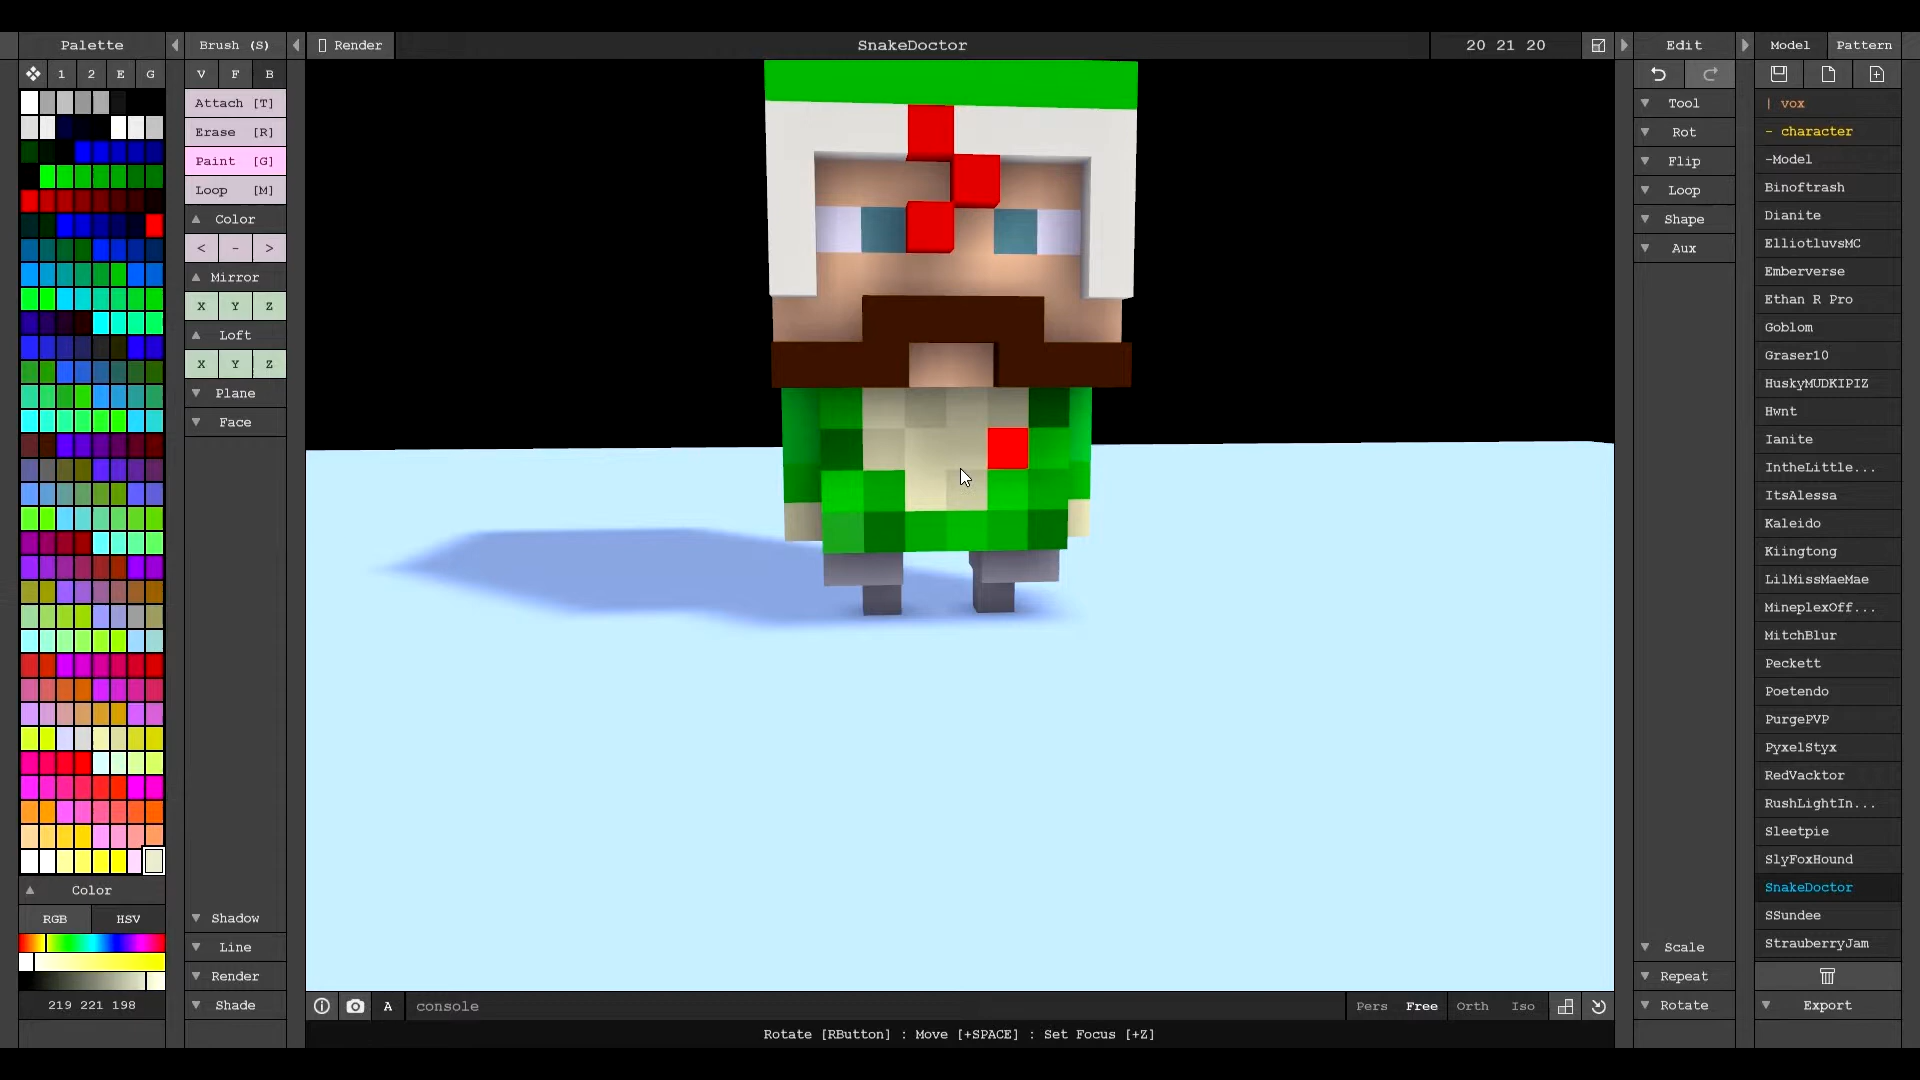 Palette
Brush (S)
Render
SnakeDoctor
20 21 20
Edit
Model
Pattern
1
2
E
G
V
F
B
Attach [T]
Erase [R]
Paint [G]
Loop [M]
Color
< - >
Mirror
X Y Z
Loft
X Y Z
Plane
Face
Shadow
Line
Render
Shade
Color
RGB
HSV
219 221 198
console
A
Pers
Free
Orth
Iso
Rotate [RButton] : Move [+SPACE] : Set Focus [+Z]
Tool
Rot
Flip
Loop
Shape
Aux
Scale
Repeat
Rotate
| vox
- character
-Model
Binoftrash
Dianite
ElliotluvsMC
Emberverse
Ethan R Pro
Goblom
Graser10
HuskyMUDKIPIZ
Hwnt
Ianite
IntheLittle...
ItsAlessa
Kaleido
Kiingtong
LilMissMaeMae
MineplexOff...
MitchBlur
Peckett
Poetendo
PurgePVP
PyxelStyx
RedVacktor
RushLightIn...
Sleetpie
SlyFoxHound
SnakeDoctor
SSundee
StrauberryJam
Export